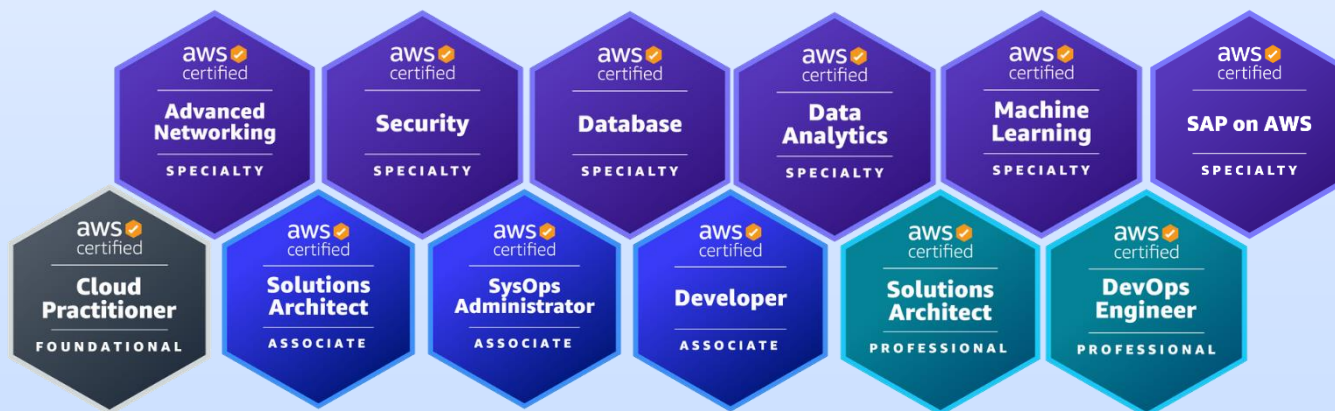 aws
certified
Advanced
Networking
SPECIALTY
aws
certified
Security
SPECIALTY
aws
certified
Database
SPECIALTY
aws
certified
Data
Analytics
SPECIALTY
aws
certified
Machine
Learning
SPECIALTY
aws
certified
SAP on AWS
SPECIALTY
aws
certified
Cloud
Practitioner
FOUNDATIONAL
aws
certified
Solutions
Architect
ASSOCIATE
aws
certified
SysOps
Administrator
ASSOCIATE
aws
certified
Developer
ASSOCIATE
aws
certified
Solutions
Architect
PROFESSIONAL
aws
certified
DevOps
Engineer
PROFESSIONAL